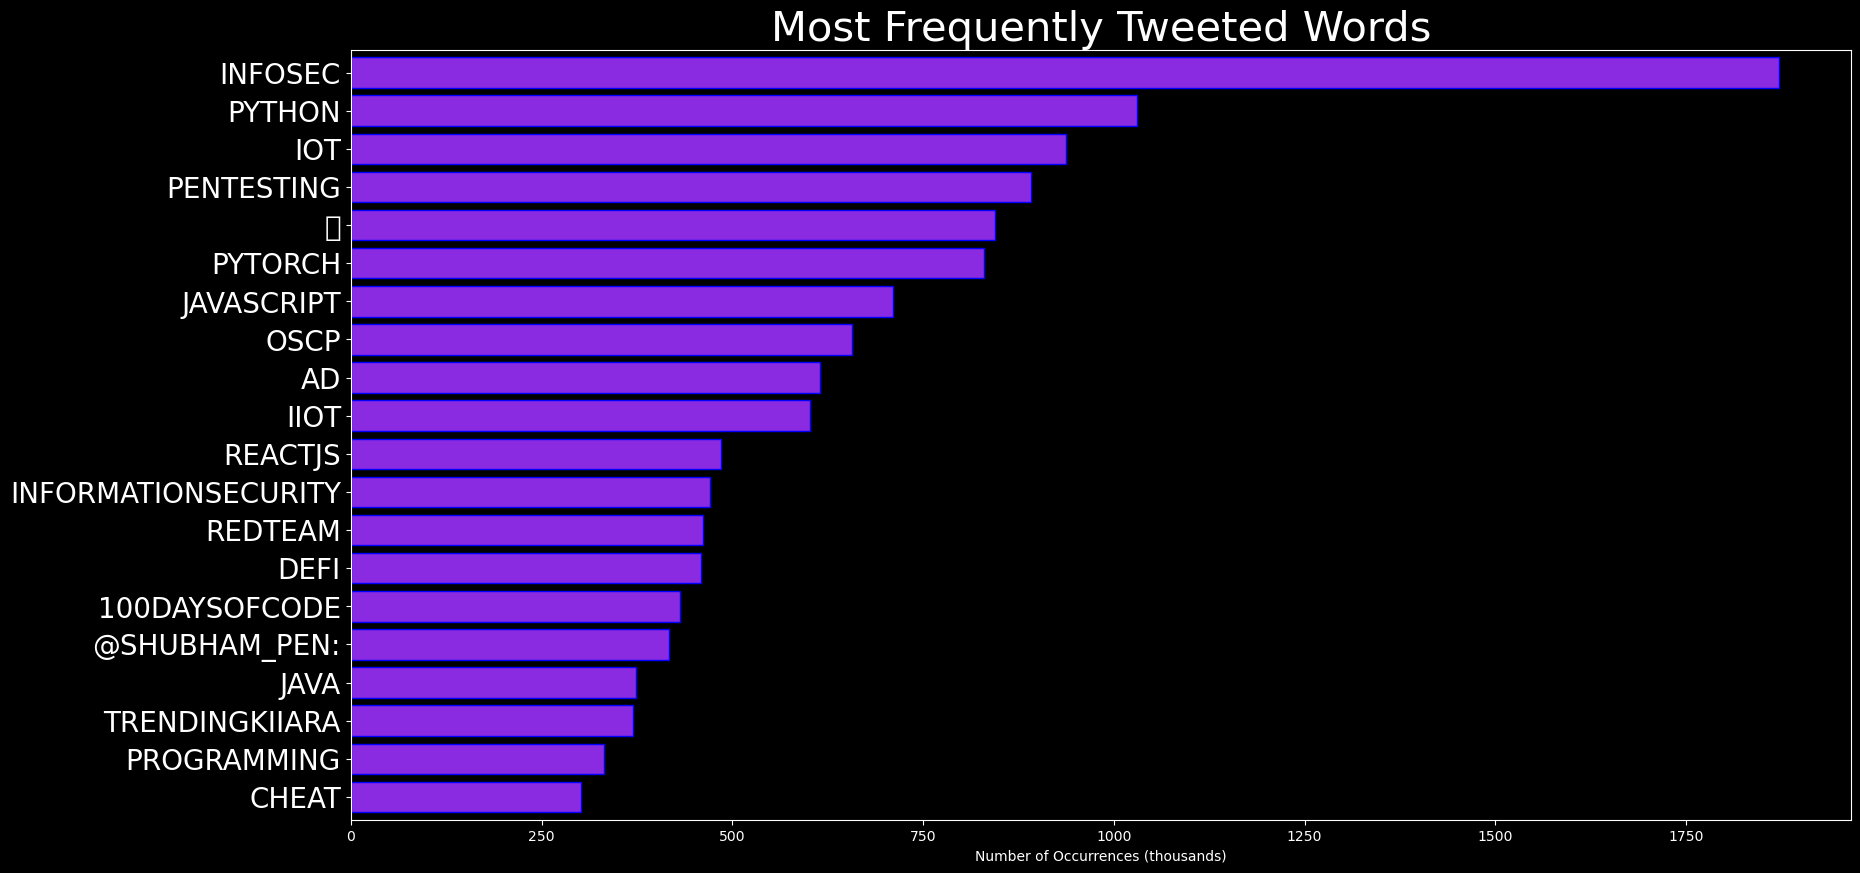 Most Frequently Tweeted Words
INFOSEC
PYTHON
IOT
PENTESTING
PYTORCH
JAVASCRIPT
OSCP
AD
IIOT
REACTJS
INFORMATIONSECURITY
REDTEAM
DEFI
100DAYSOFCODE
@SHUBHAM_PEN:
JAVA
TRENDINGKIIARA
PROGRAMMING
CHEAT
0 250 500 750 1000 1250 1500 1750
Number of Occurrences (thousands)